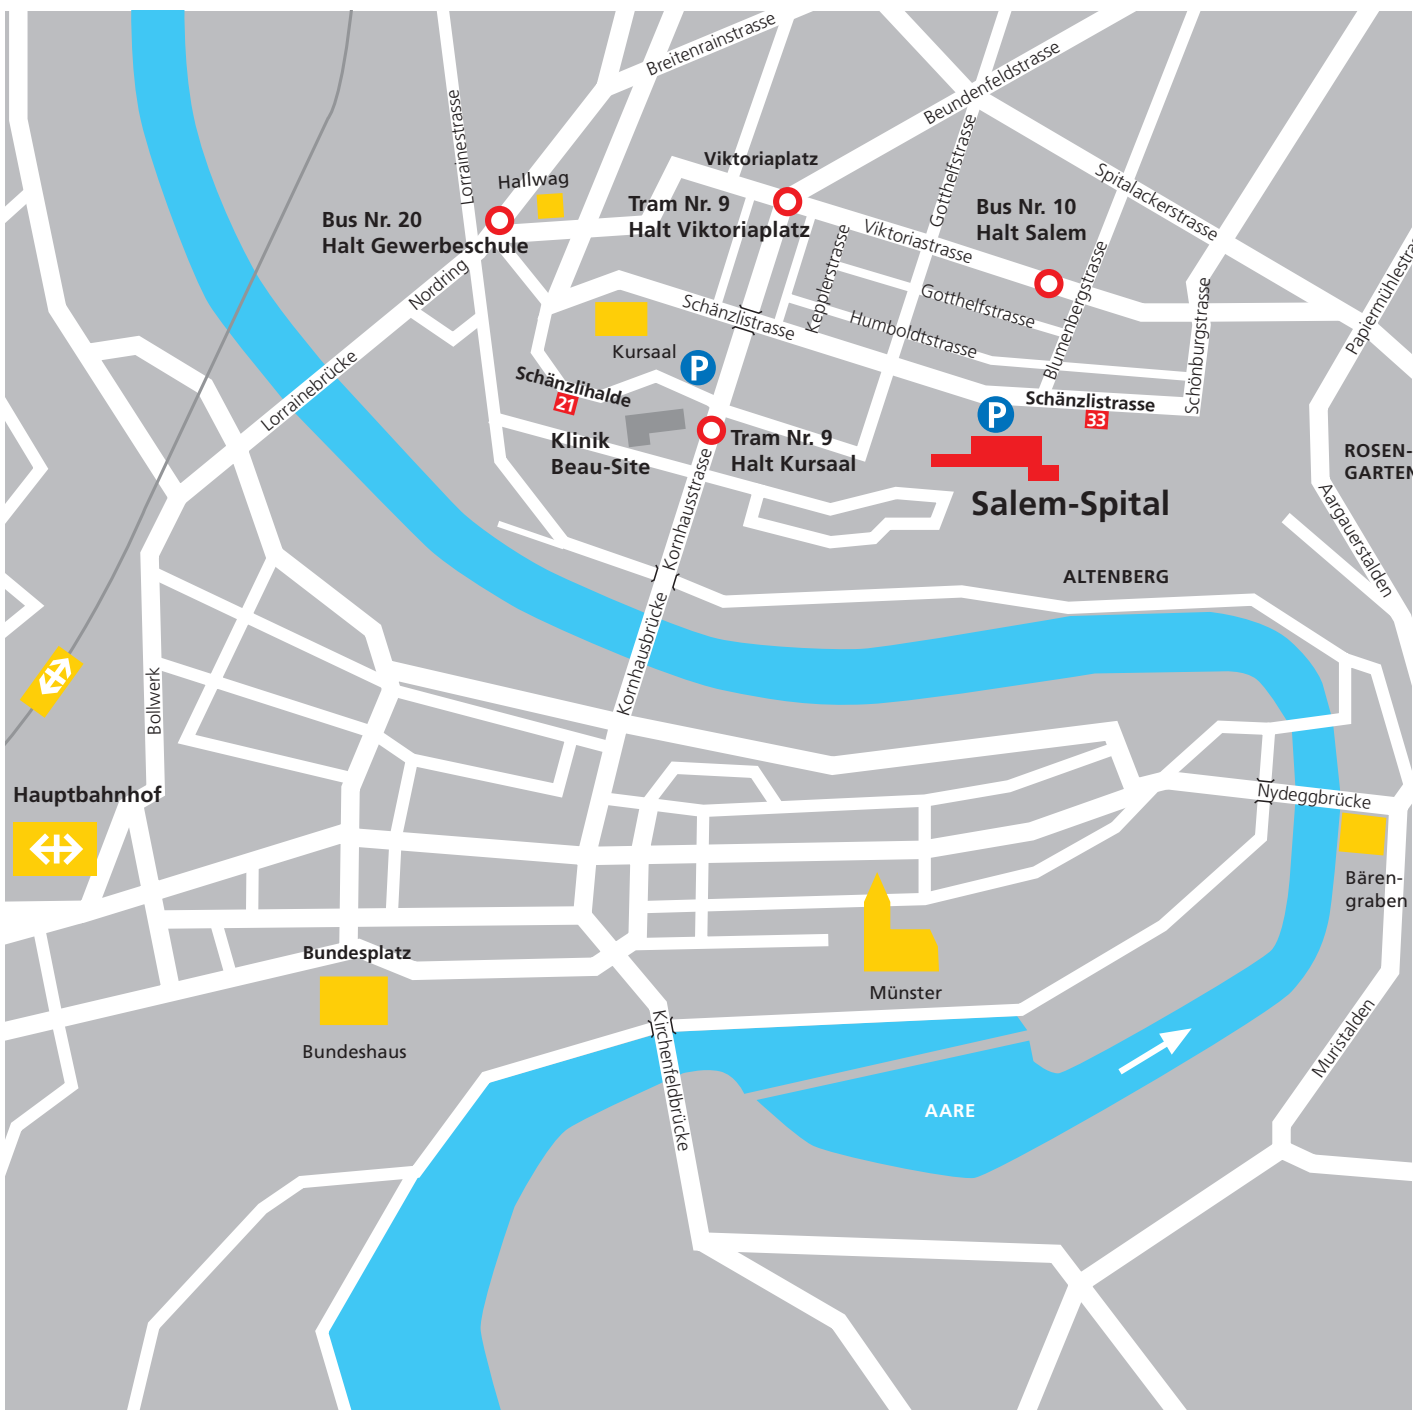 Breitenrainstrasse
Beundenfeldstrasse
Lorrainestrasse
Viktoriaplatz
Hallwag
Gotthelfstrasse
Spitalackerstrasse
Tram Nr. 9
Halt Viktoriaplatz
Bus Nr. 20
Halt Gewerbeschule
Bus Nr. 10
Halt Salem
Viktoriastrasse
Kepplerstrasse
Nordring
Schänzlistrasse
Gotthelfstrasse
Humboldtstrasse
Blumenbergstrasse
Schönburgstrasse
Kursaal
P
Lorrainebrücke
Schänzlihalde
21
Schänzlistrasse
33
P
Klinik
Beau-Site
Tram Nr. 9
Halt Kursaal
Salem-Spital
ROSEN-
GARTEN
Aargauerstalden
Kornhausstrasse
ALTENBERG
Kornhausbrücke
Bollwerk
Hauptbahnhof
Nydeggbrücke
Bären-
graben
Bundesplatz
Münster
Bundeshaus
Kirchenfeldbrücke
Muristalden
AARE